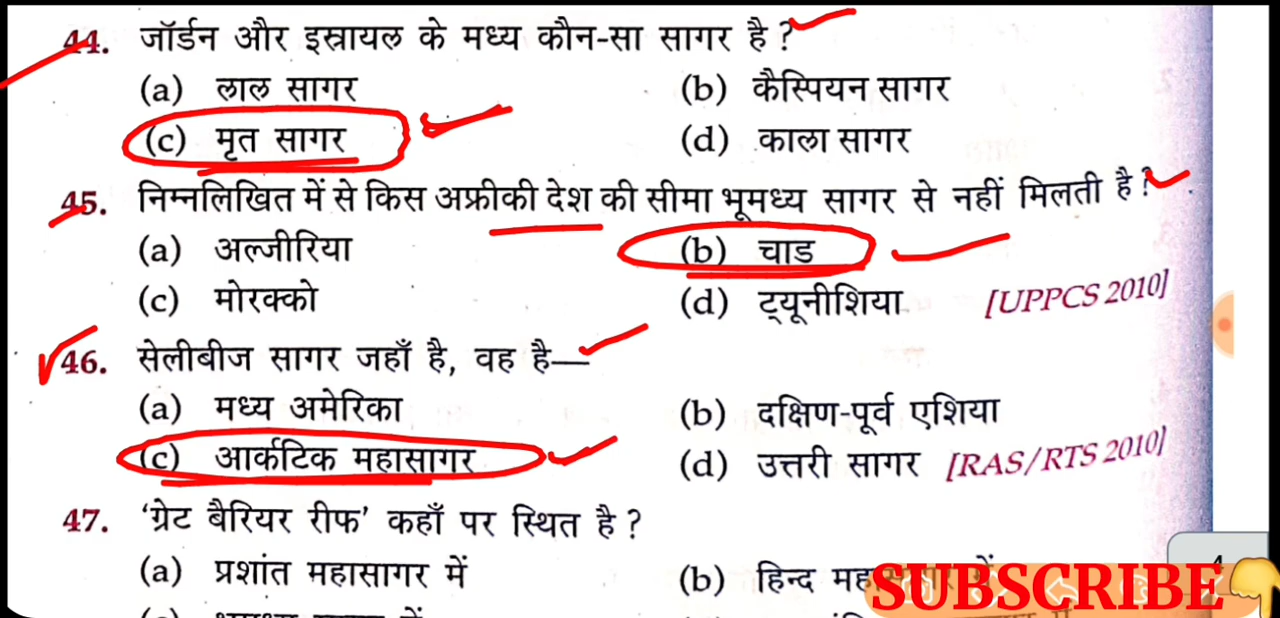 44. जॉर्डन और इस्रायल के मध्य कौन-सा सागर है ?
(a) लाल सागर (b) कैस्पियन सागर
(c) मृत सागर (d) काला सागर
45. निम्नलिखित में से किस अफ्रीकी देश की सीमा भूमध्य सागर से नहीं मिलती है ?
(a) अल्जीरिया (b) चाड
(c) मोरक्को (d) ट्यूनीशिया [UPPCS 2010]
46. सेलीबीज सागर जहाँ है, वह है—
(a) मध्य अमेरिका (b) दक्षिण-पूर्व एशिया
(c) आर्कटिक महासागर (d) उत्तरी सागर [RAS/RTS 2010]
47. ‘ग्रेट बैरियर रीफ’ कहाँ पर स्थित है ?
(a) प्रशांत महासागर में (b) हिन्द महासागर में
SUBSCRIBE